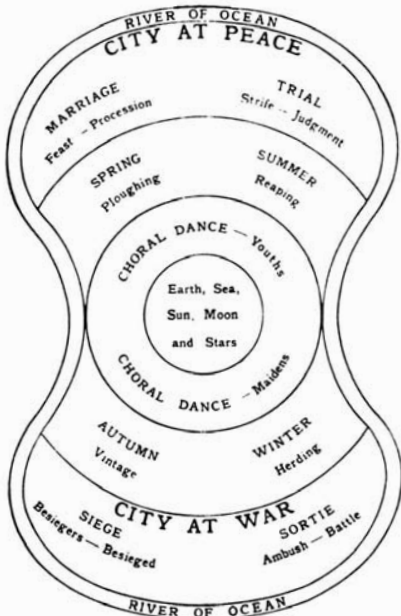 RIVER OF OCEAN
CITY AT PEACE
MARRIAGE
Feast — Procession
TRIAL
Strife — Judgment
SPRING
Ploughing
SUMMER
Reaping
CHORAL DANCE — Youths
Earth, Sea,
Sun, Moon
and Stars
CHORAL DANCE — Maidens
AUTUMN
Vintage
WINTER
Herding
CITY AT WAR
SIEGE
Besiegers — Besieged
SORTIE
Ambush — Battle
RIVER OF OCEAN